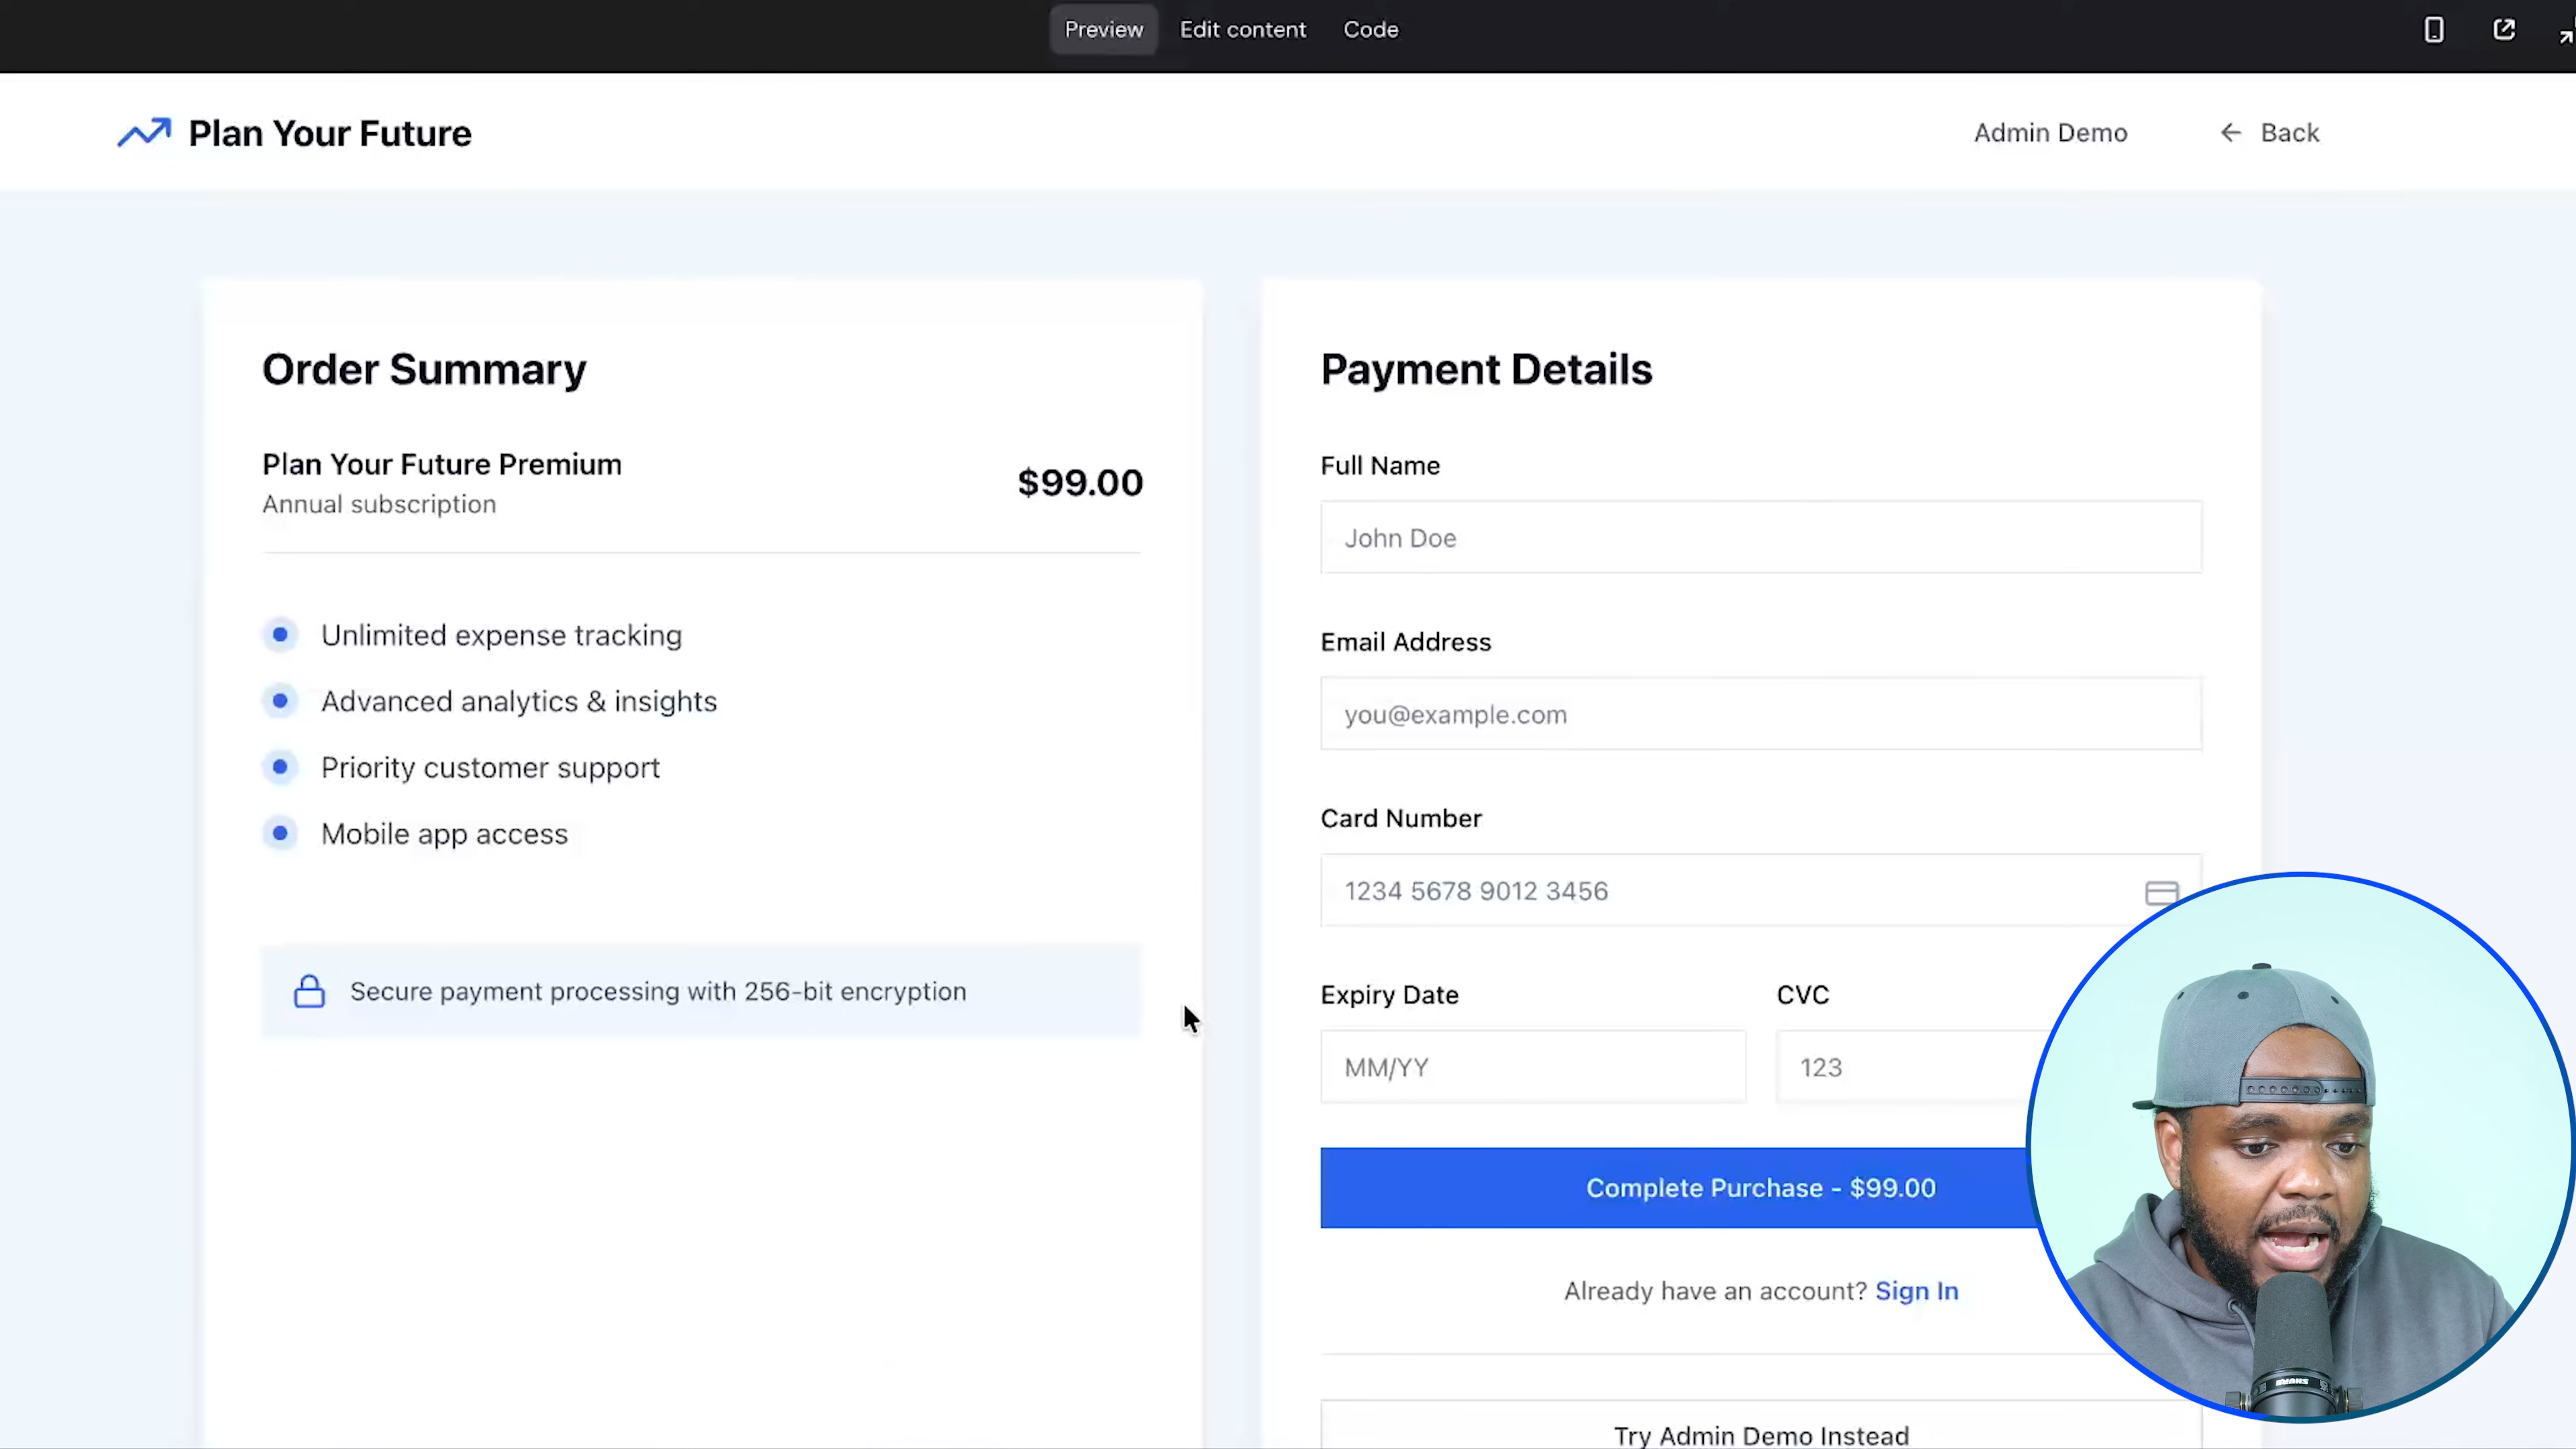 Preview
Edit content
Code
Plan Your Future
Admin Demo
Back
Order Summary
Plan Your Future Premium
Annual subscription
$99.00
Unlimited expense tracking
Advanced analytics & insights
Priority customer support
Mobile app access
Secure payment processing with 256-bit encryption
Payment Details
Full Name
John Doe
Email Address
you@example.com
Card Number
1234 5678 9012 3456
Expiry Date
CVC
MM/YY
123
Complete Purchase - $99.00
Already have an account? Sign In
Try Admin Demo Instead
SHURE